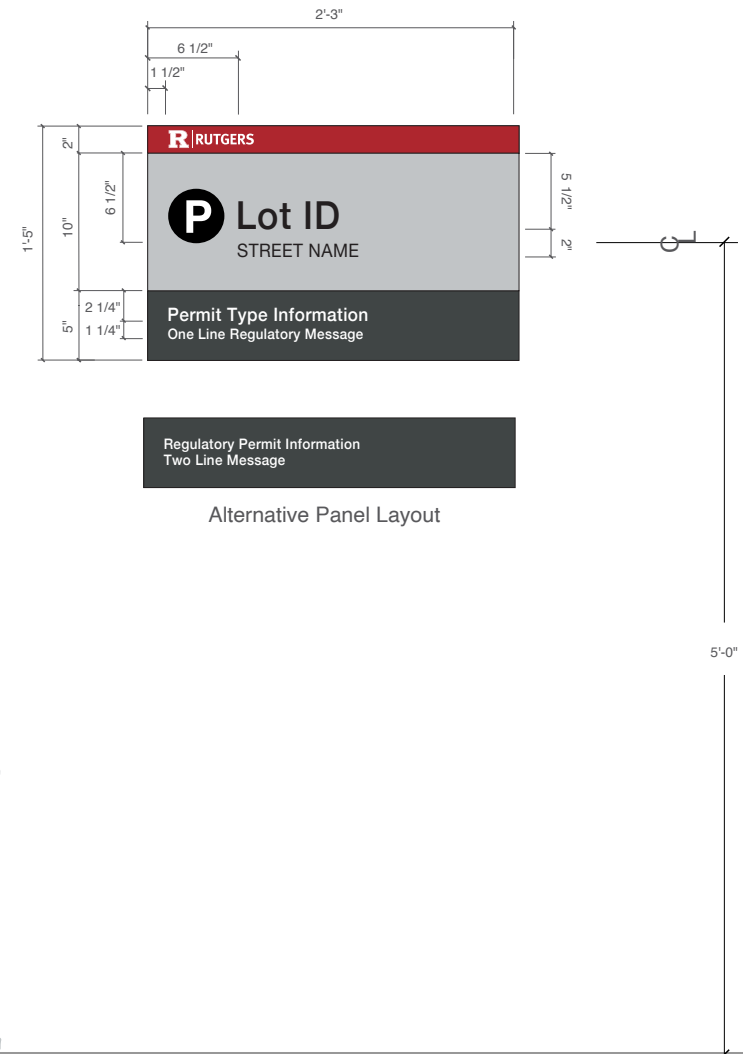 2'-3"
6 1/2"
1 1/2"
R RUTGERS
2"
10"
5"
1'-5"
6 1/2"
P Lot ID
STREET NAME
5 1/2"
2"
CL
2 1/4"
1 1/4"
Permit Type Information
One Line Regulatory Message
Regulatory Permit Information
Two Line Message
Alternative Panel Layout
5'-0"